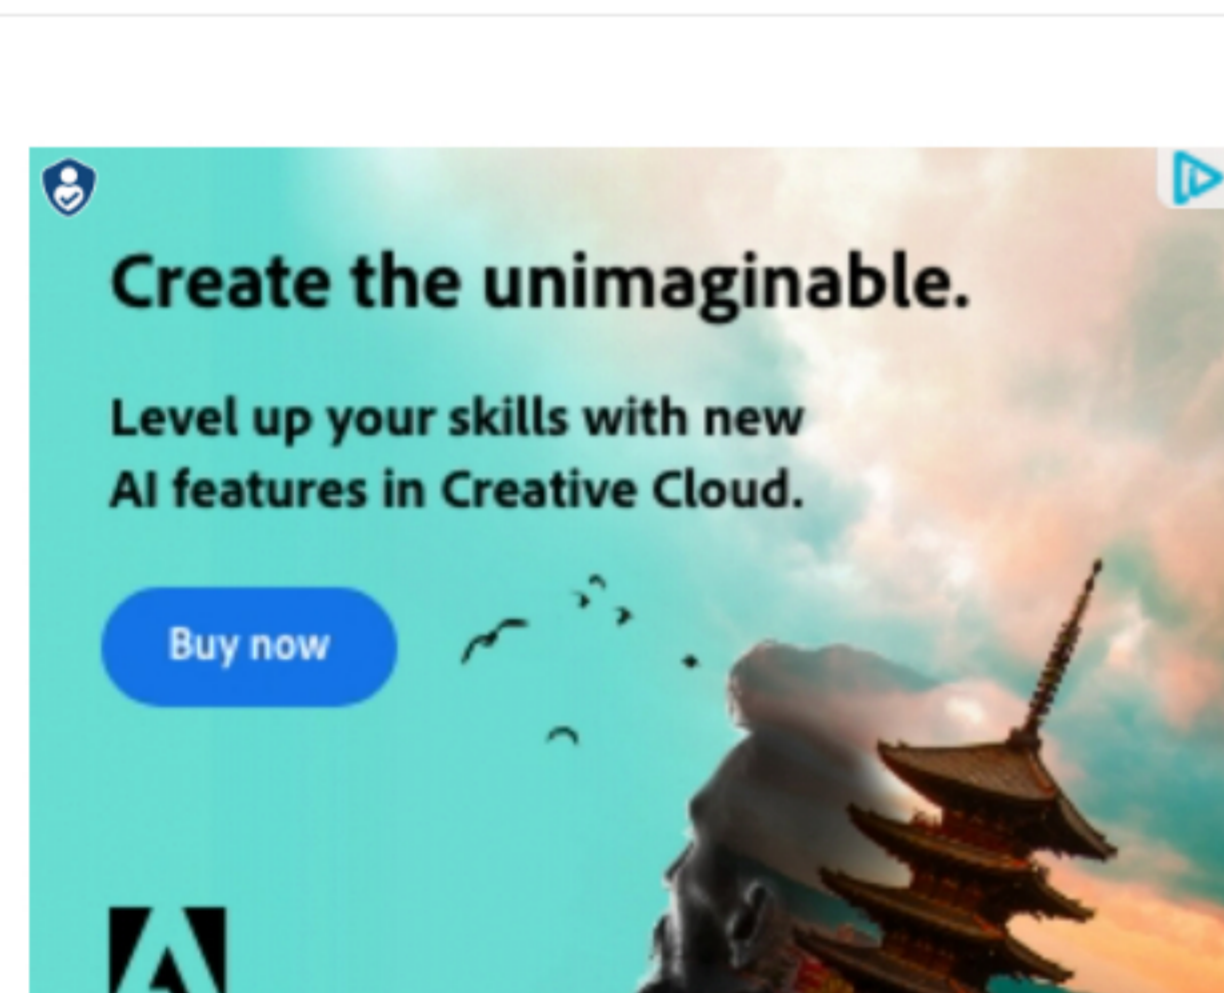 Create the unimaginable.
Level up your skills with new
AI features in Creative Cloud.
Buy now